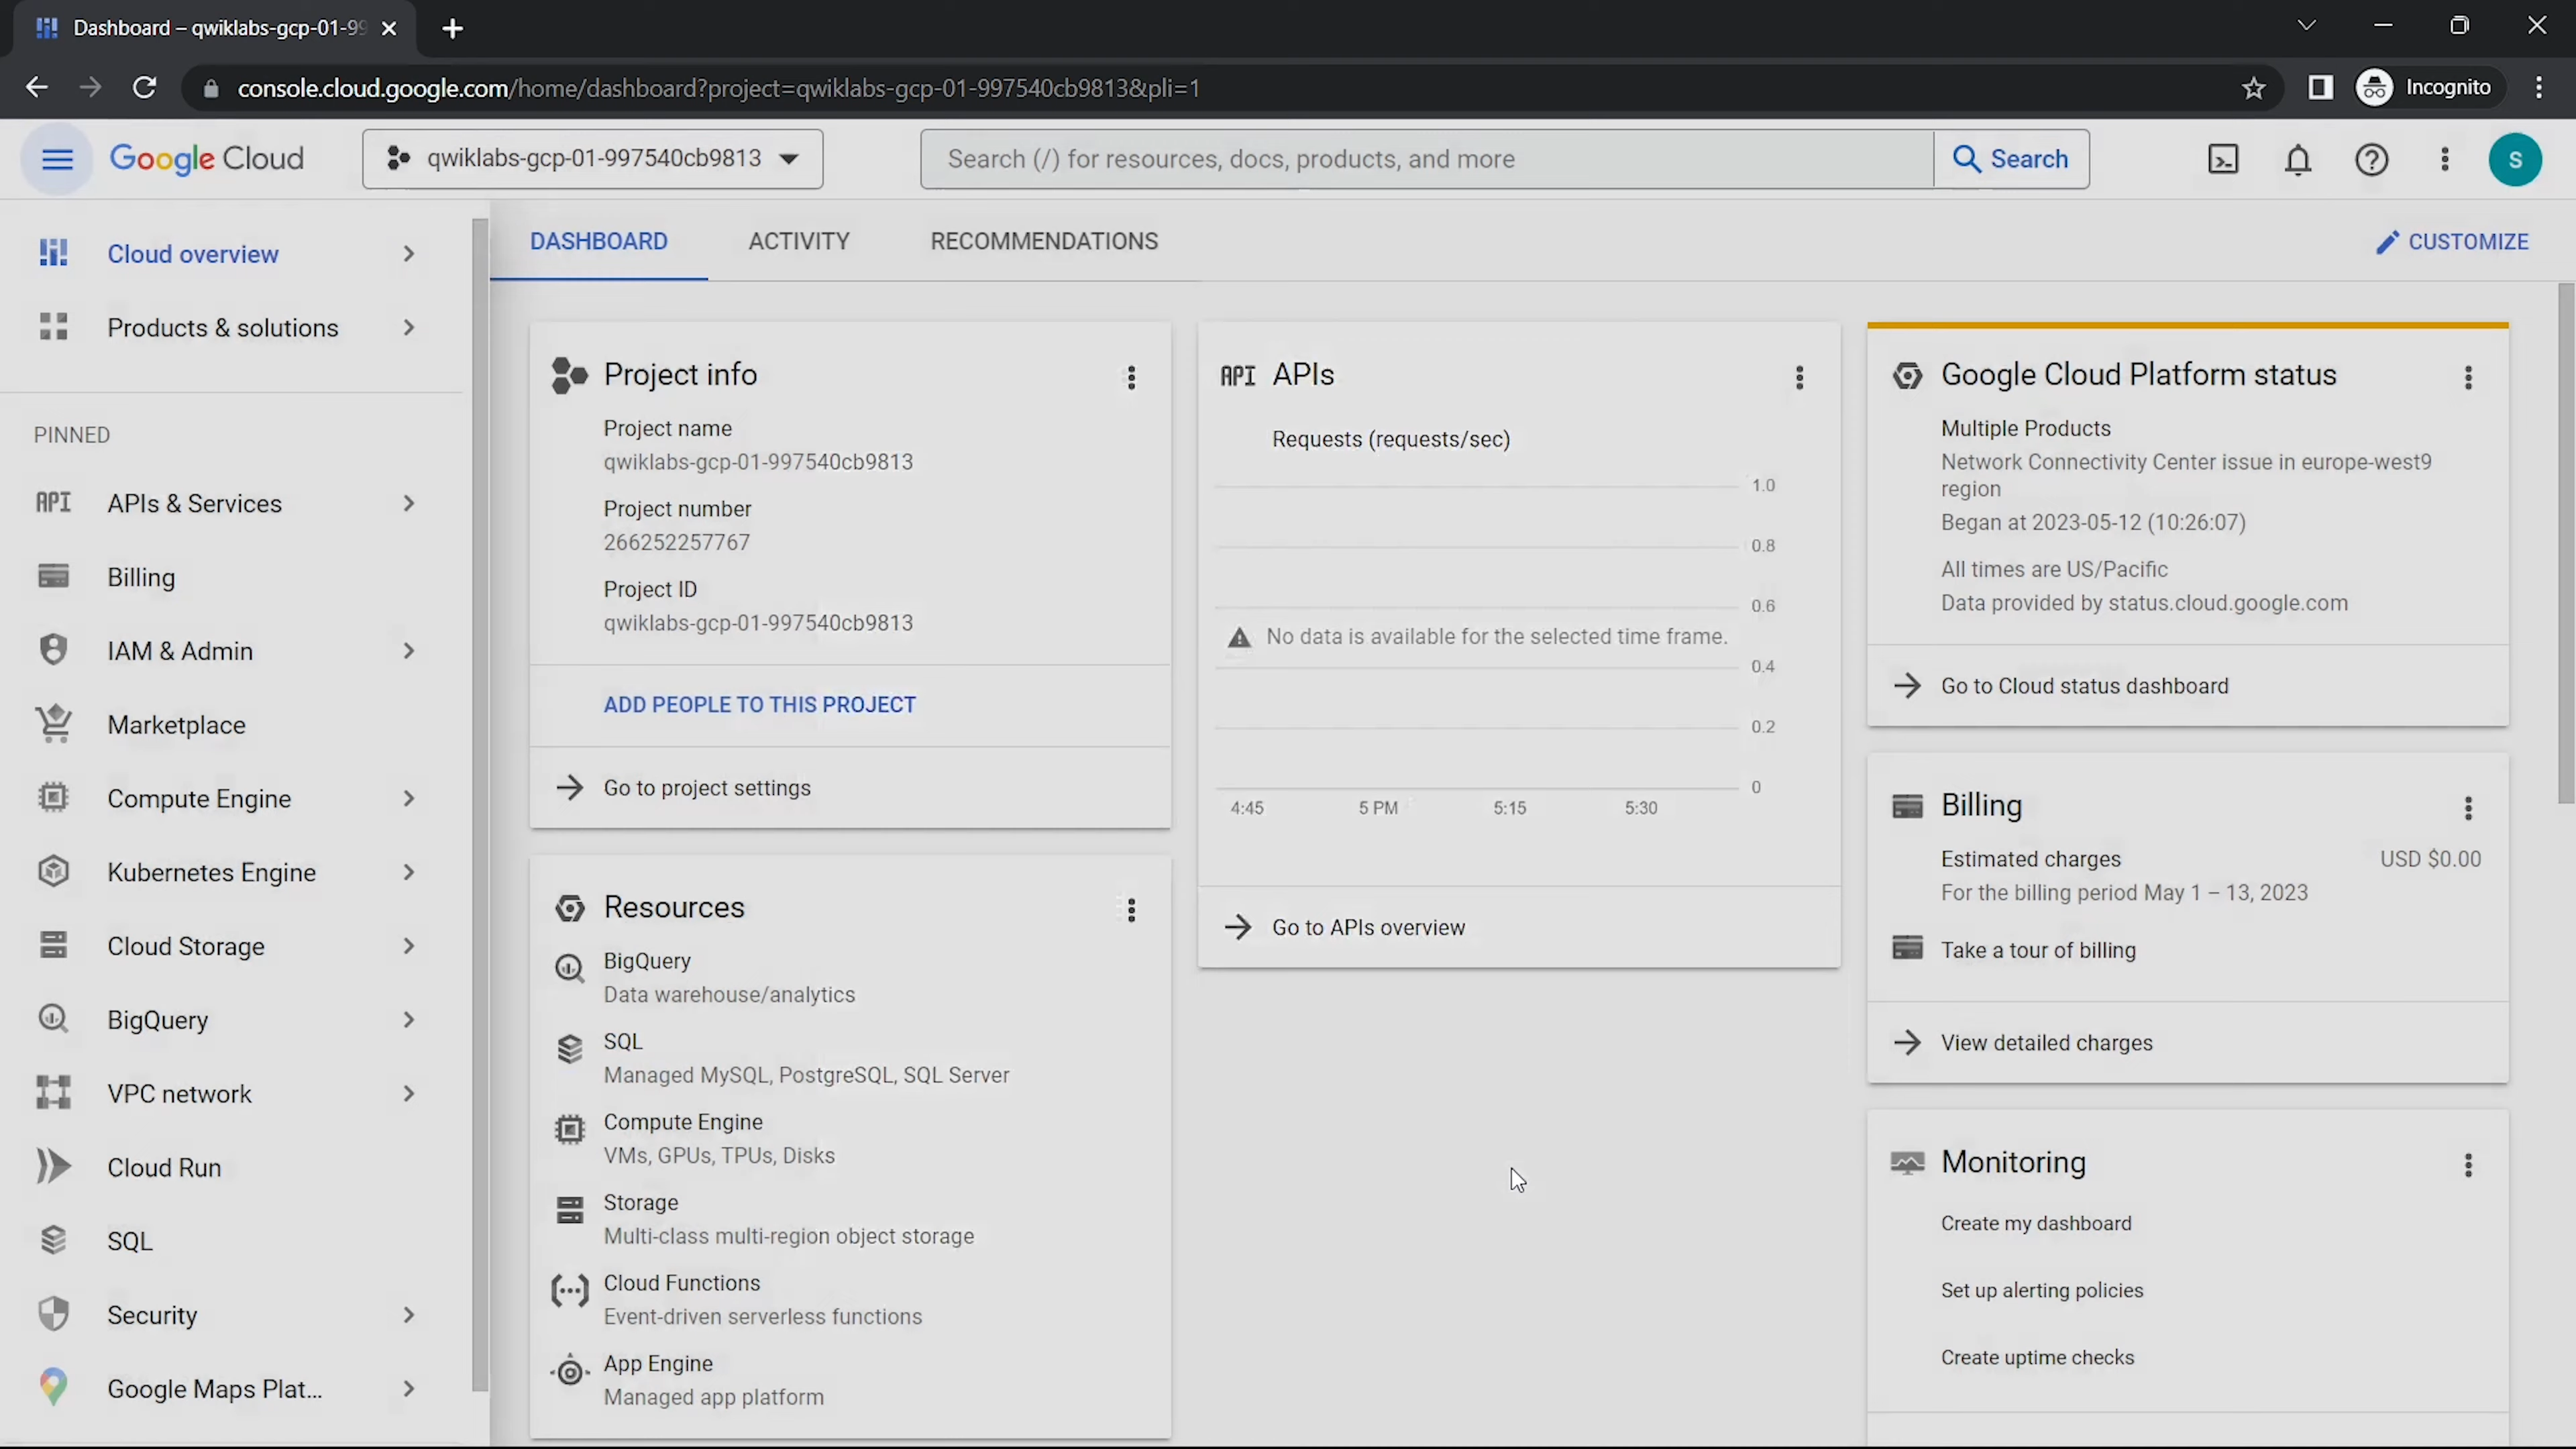 Dashboard – qwiklabs-gcp-01-99
console.cloud.google.com/home/dashboard?project=qwiklabs-gcp-01-997540cb9813&pli=1
Incognito
Google Cloud
qwiklabs-gcp-01-997540cb9813
Search (/) for resources, docs, products, and more
Search
S
Cloud overview
Products & solutions
PINNED
API
APIs & Services
Billing
IAM & Admin
Marketplace
Compute Engine
Kubernetes Engine
Cloud Storage
BigQuery
VPC network
Cloud Run
SQL
Security
Google Maps Plat...
DASHBOARD
ACTIVITY
RECOMMENDATIONS
CUSTOMIZE
Project info
Project name
qwiklabs-gcp-01-997540cb9813
Project number
266252257767
Project ID
qwiklabs-gcp-01-997540cb9813
ADD PEOPLE TO THIS PROJECT
Go to project settings
Resources
BigQuery
Data warehouse/analytics
SQL
Managed MySQL, PostgreSQL, SQL Server
Compute Engine
VMs, GPUs, TPUs, Disks
Storage
Multi-class multi-region object storage
Cloud Functions
Event-driven serverless functions
App Engine
Managed app platform
API APIs
Requests (requests/sec)
1.0
0.8
0.6
No data is available for the selected time frame.
0.4
0.2
0
4:45 5 PM 5:15 5:30
Go to APIs overview
Google Cloud Platform status
Multiple Products
Network Connectivity Center issue in europe-west9
region
Began at 2023-05-12 (10:26:07)
All times are US/Pacific
Data provided by status.cloud.google.com
Go to Cloud status dashboard
Billing
Estimated charges USD $0.00
For the billing period May 1 – 13, 2023
Take a tour of billing
View detailed charges
Monitoring
Create my dashboard
Set up alerting policies
Create uptime checks